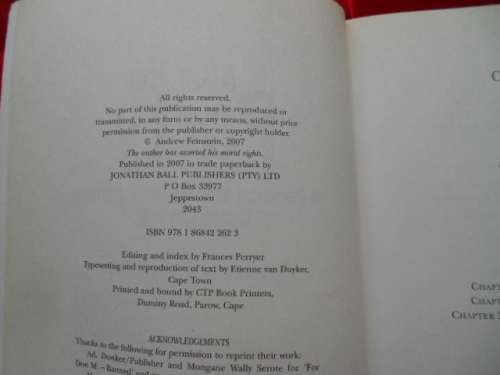 All rights reserved.
No part of this publication may be reproduced or
transmitted, in any form or by any means, without prior
permission from the publisher or copyright holder.
© Andrew Feinstein, 2007
The author has asserted his moral rights.
Published in 2007 in trade paperback by
JONATHAN BALL PUBLISHERS (PTY) LTD
P O Box 33977
Jeppestown
2043
ISBN 978 1 86842 262 3
Editing and index by Frances Perryer
Typesetting and reproduction of text by Etienne van Duyker,
Cape Town
Printed and bound by CTP Book Printers,
Duminy Road, Parow, Cape
ACKNOWLEDGEMENTS
Thanks to the following for permission to reprint their work:
Ad. Donker/Publisher and Mongane Wally Serote for 'For
Don M. – Banned'
C
CHAPT
CHAP
CHAPTER